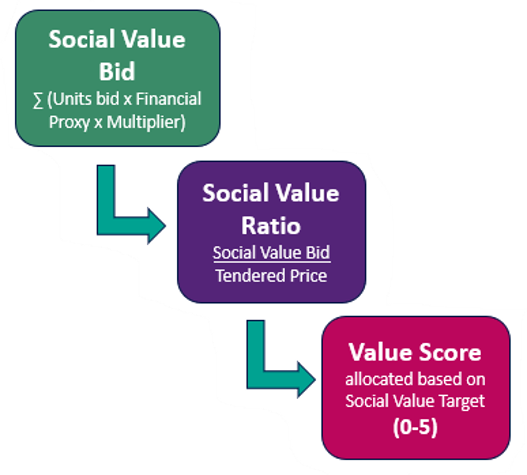 Social Value
Bid
∑ (Units bid x Financial
Proxy x Multiplier)
Social Value
Ratio
Social Value Bid
Tendered Price
Value Score
allocated based on
Social Value Target
(0-5)